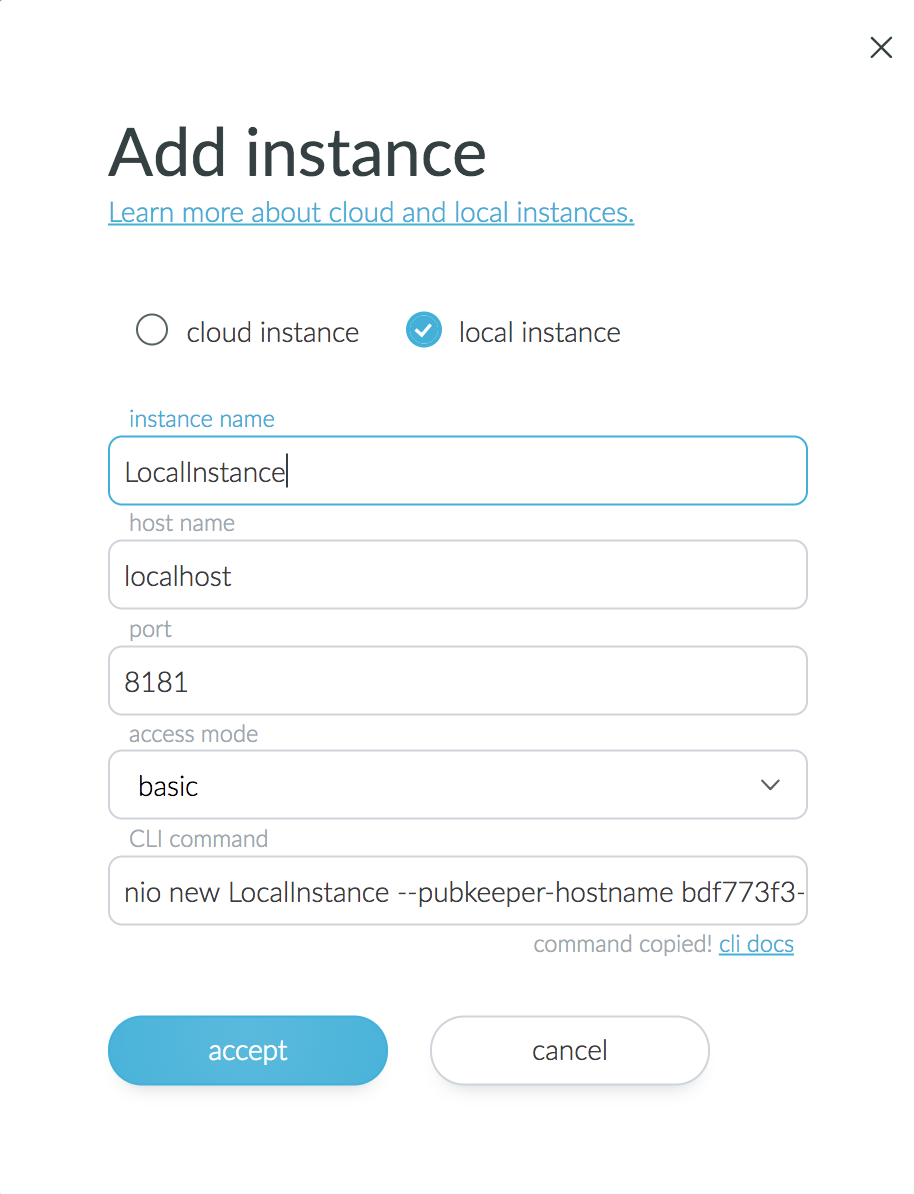 Add instance
Learn more about cloud and local instances.
cloud instance local instance
instance name
LocalInstance
host name
localhost
port
8181
access mode
basic
CLI command
nio new LocalInstance --pubkeeper-hostname bdf773f3-
command copied! cli docs
accept cancel